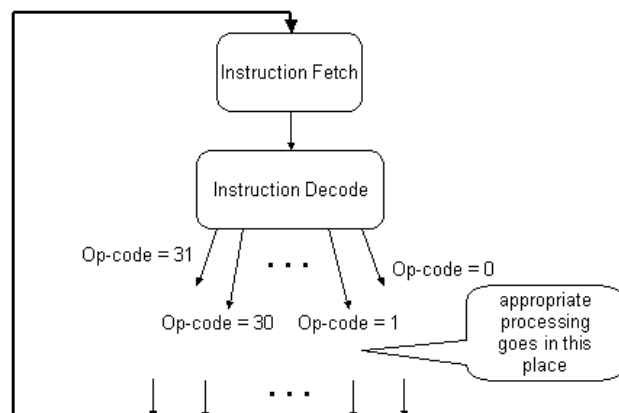 Instruction Fetch
Instruction Decode
Op-code = 31
. . .
Op-code = 0
Op-code = 30
Op-code = 1
appropriate
processing
goes in this
place
. . .